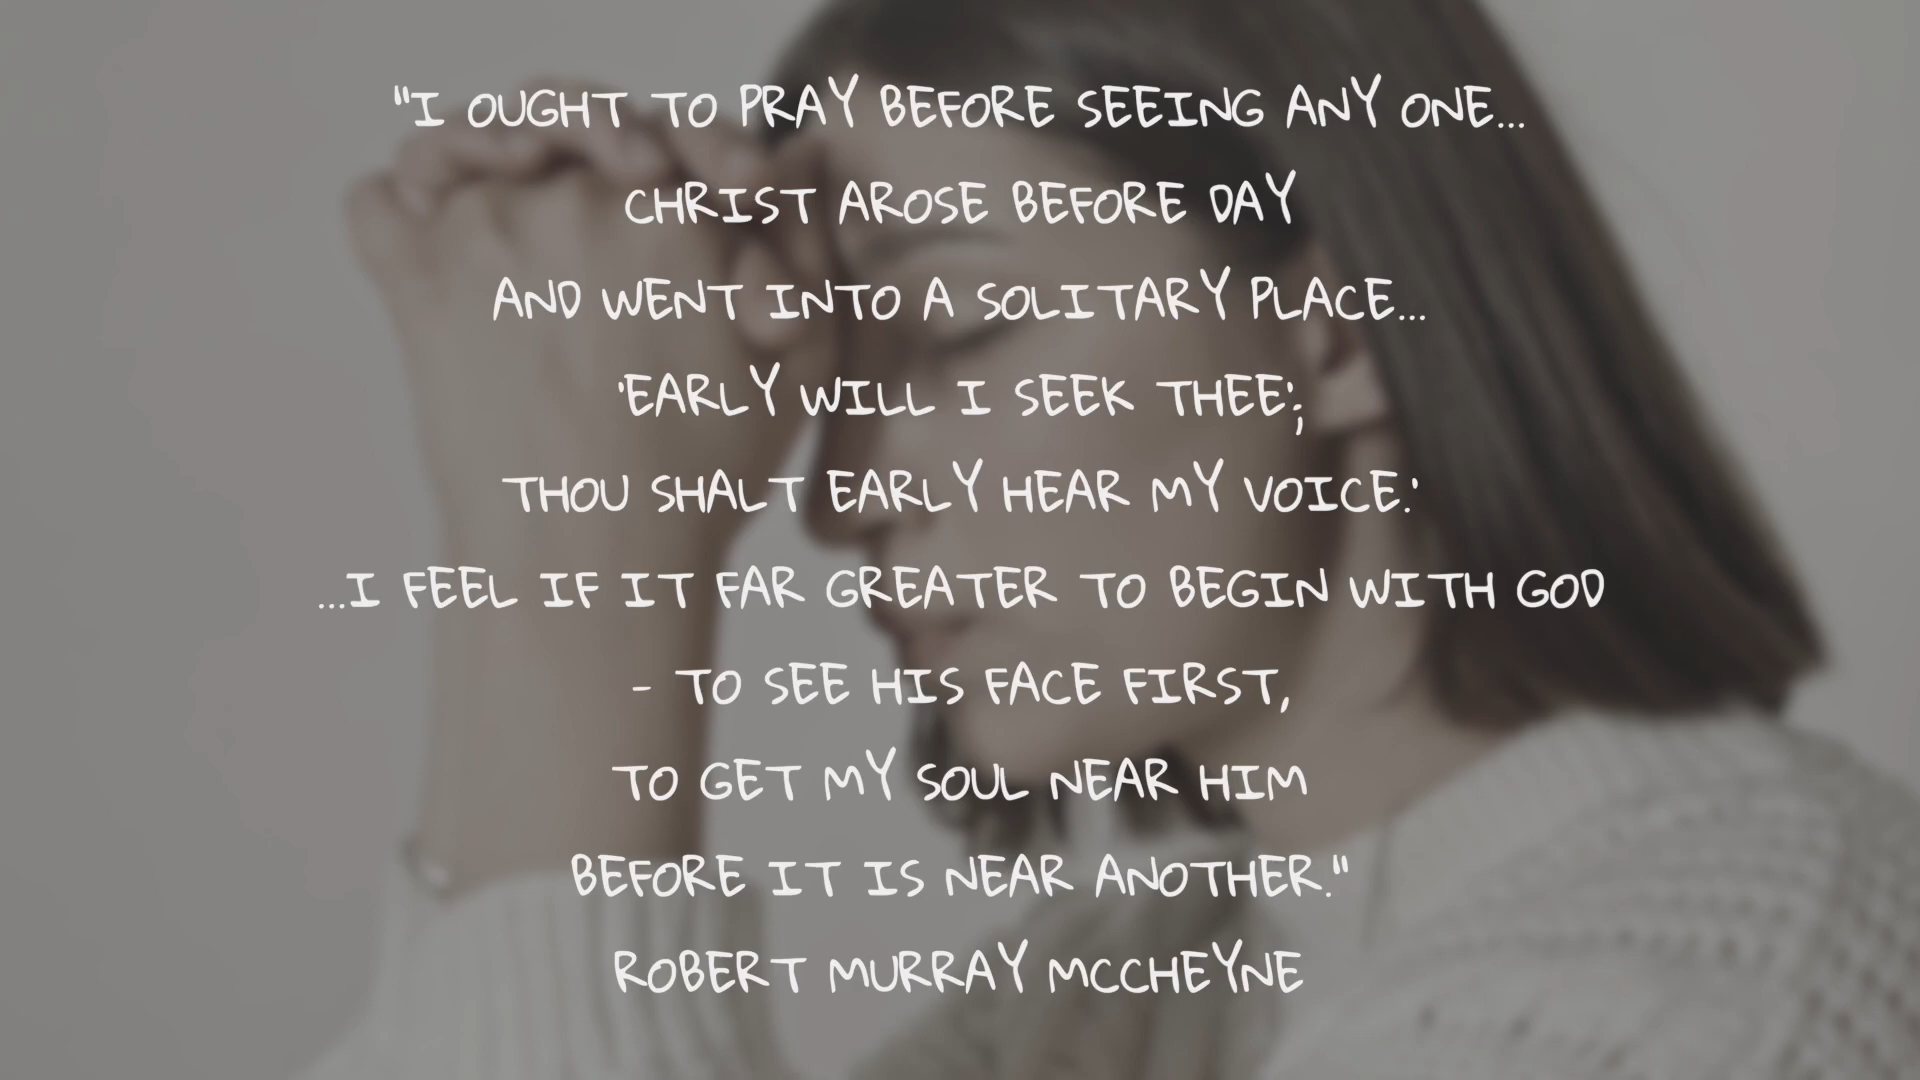 "I OUGHT TO PRAY BEFORE SEEING ANY ONE...
CHRIST AROSE BEFORE DAY
AND WENT INTO A SOLITARY PLACE...
'EARLY WILL I SEEK THEE';
THOU SHALT EARLY HEAR MY VOICE.'
...I FEEL IF IT FAR GREATER TO BEGIN WITH GOD
- TO SEE HIS FACE FIRST,
TO GET MY SOUL NEAR HIM
BEFORE IT IS NEAR ANOTHER."
ROBERT MURRAY MCCHEYNE